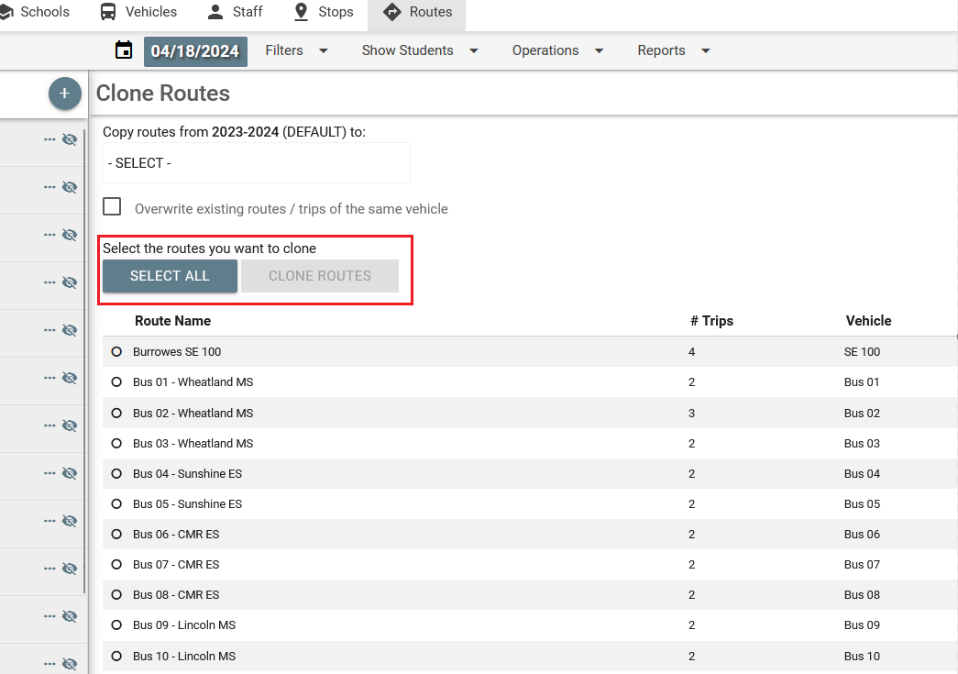 Schools Vehicles Staff Stops Routes
04/18/2024 Filters Show Students Operations Reports
+ Clone Routes
Copy routes from 2023-2024 (DEFAULT) to:
- SELECT -
Overwrite existing routes / trips of the same vehicle
Select the routes you want to clone
SELECT ALL CLONE ROUTES
Route Name # Trips Vehicle
Burrowes SE 100 4 SE 100
Bus 01 - Wheatland MS 2 Bus 01
Bus 02 - Wheatland MS 3 Bus 02
Bus 03 - Wheatland MS 2 Bus 03
Bus 04 - Sunshine ES 2 Bus 04
Bus 05 - Sunshine ES 2 Bus 05
Bus 06 - CMR ES 2 Bus 06
Bus 07 - CMR ES 2 Bus 07
Bus 08 - CMR ES 2 Bus 08
Bus 09 - Lincoln MS 2 Bus 09
Bus 10 - Lincoln MS 2 Bus 10